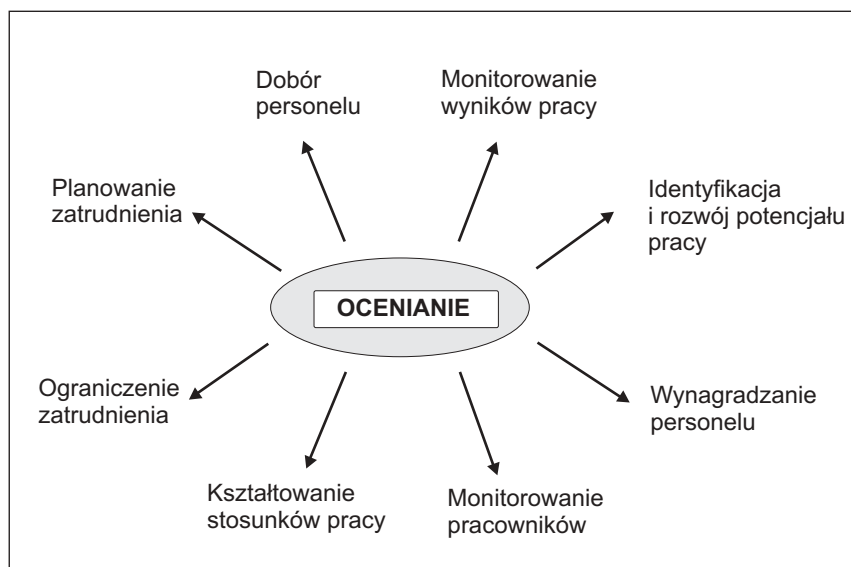 Dobór
personelu
Monitorowanie
wyników pracy
Planowanie
zatrudnienia
Identyfikacja
i rozwój potencjału
pracy
OCENIANIE
Ograniczenie
zatrudnienia
Wynagradzanie
personelu
Kształtowanie
stosunków pracy
Monitorowanie
pracowników